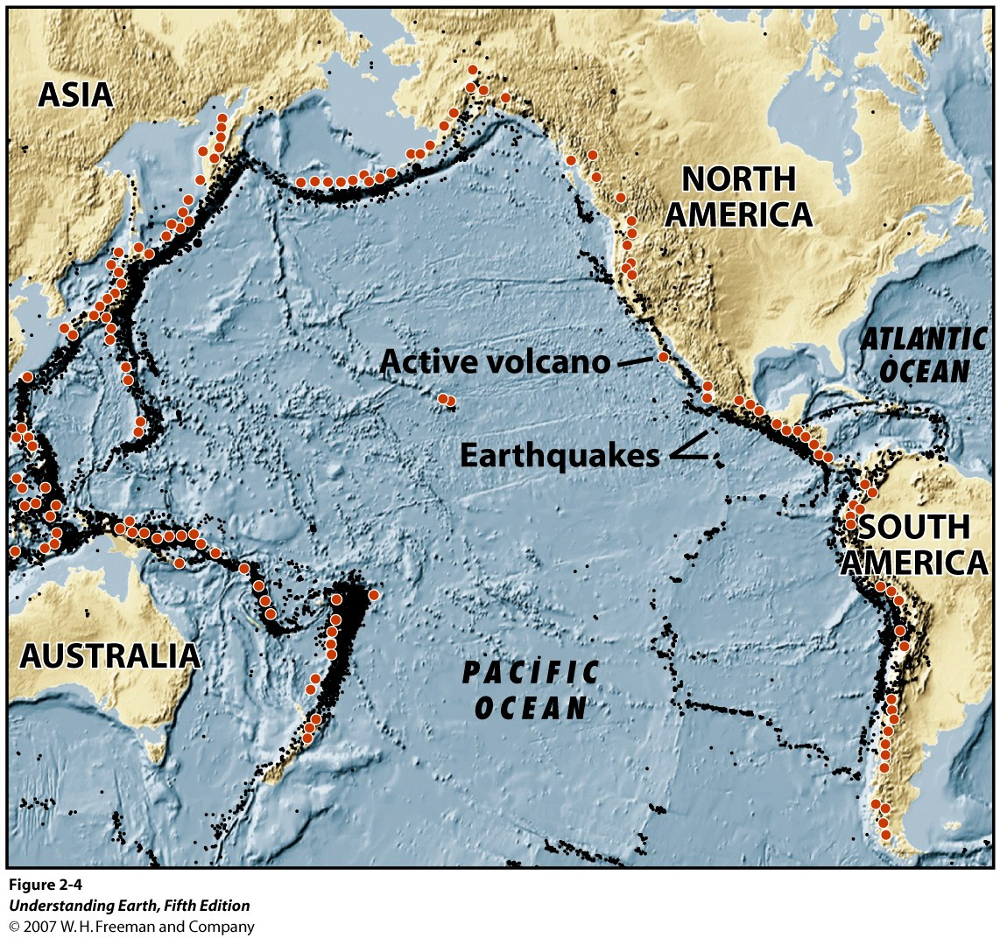 ASIA
NORTH
AMERICA
ATLANTIC
OCEAN
Active volcano
Earthquakes
SOUTH
AMERICA
AUSTRALIA
PACIFIC
OCEAN
Figure 2-4
Understanding Earth, Fifth Edition
© 2007 W. H. Freeman and Company